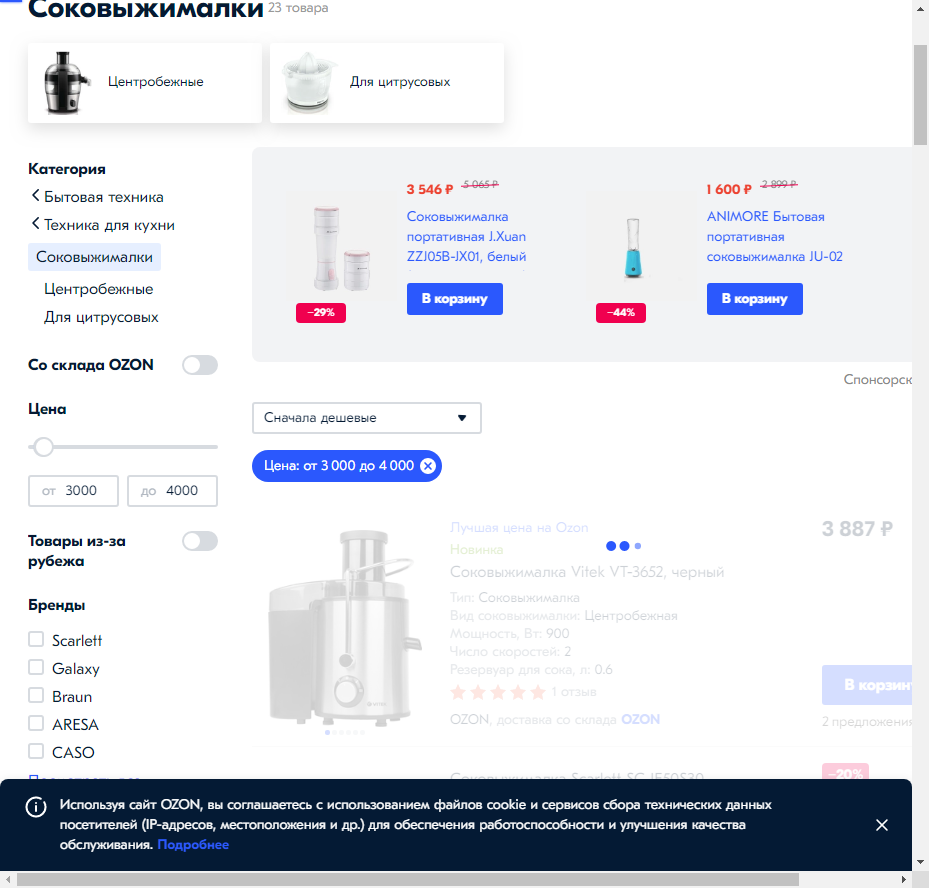 Соковыжималки 23 товара
Центробежные
Для цитрусовых
Категория
Бытовая техника
Техника для кухни
Соковыжималки
Центробежные
Для цитрусовых
Со склада OZON
Цена
от 3000
до 4000
Товары из-за
рубежа
Бренды
Scarlett
Galaxy
Braun
ARESA
CASO
3 546 ₽ 5 065 ₽
Соковыжималка
портативная J.Xuan
ZZJ05B-JX01, белый
В корзину
−29%
1 600 ₽ 2 899 ₽
ANIMORE Бытовая
портативная
соковыжималка JU-02
В корзину
−44%
Спонсорск
Сначала дешевые
Цена: от 3 000 до 4 000
Лучшая цена на Ozon
Новинка
Соковыжималка Vitek VT-3652, черный
Тип: Соковыжималка
Вид соковыжималки: Центробежная
Мощность, Вт: 900
Число скоростей: 2
Резервуар для сока, л: 0.6
1 отзыв
OZON, доставка со склада OZON
3 887 ₽
В корзин
2 предложения
−20%
Соковыжималка Scarlett SC-JE50S30
Используя сайт OZON, вы соглашаетесь с использованием файлов cookie и сервисов сбора технических данных
посетителей (IP-адресов, местоположения и др.) для обеспечения работоспособности и улучшения качества
обслуживания. Подробнее